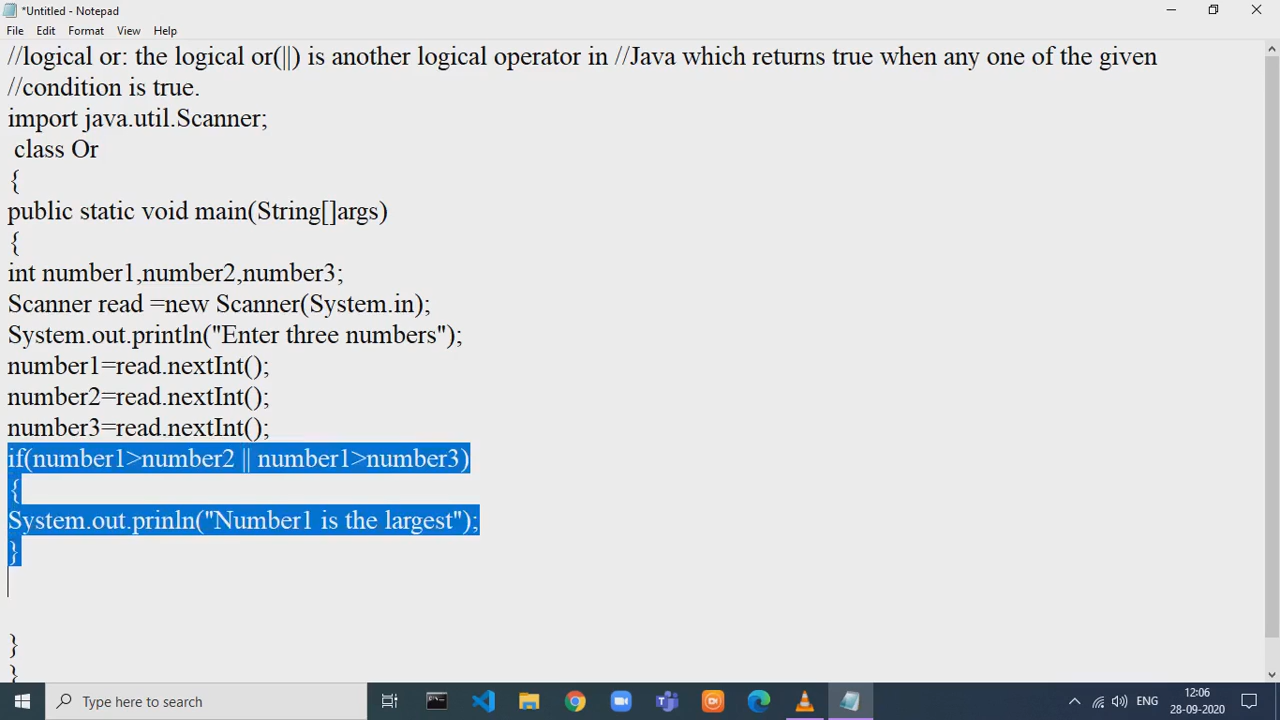 *Untitled - Notepad
File Edit Format View Help
//logical or: the logical or(||) is another logical operator in //Java which returns true when any one of the given
//condition is true.
import java.util.Scanner;
class Or
{
public static void main(String[]args)
{
int number1,number2,number3;
Scanner read =new Scanner(System.in);
System.out.println("Enter three numbers");
number1=read.nextInt();
number2=read.nextInt();
number3=read.nextInt();
if(number1>number2 || number1>number3)
{
System.out.prinln("Number1 is the largest");
}
}
}
Type here to search
ENG
12:06
28-09-2020